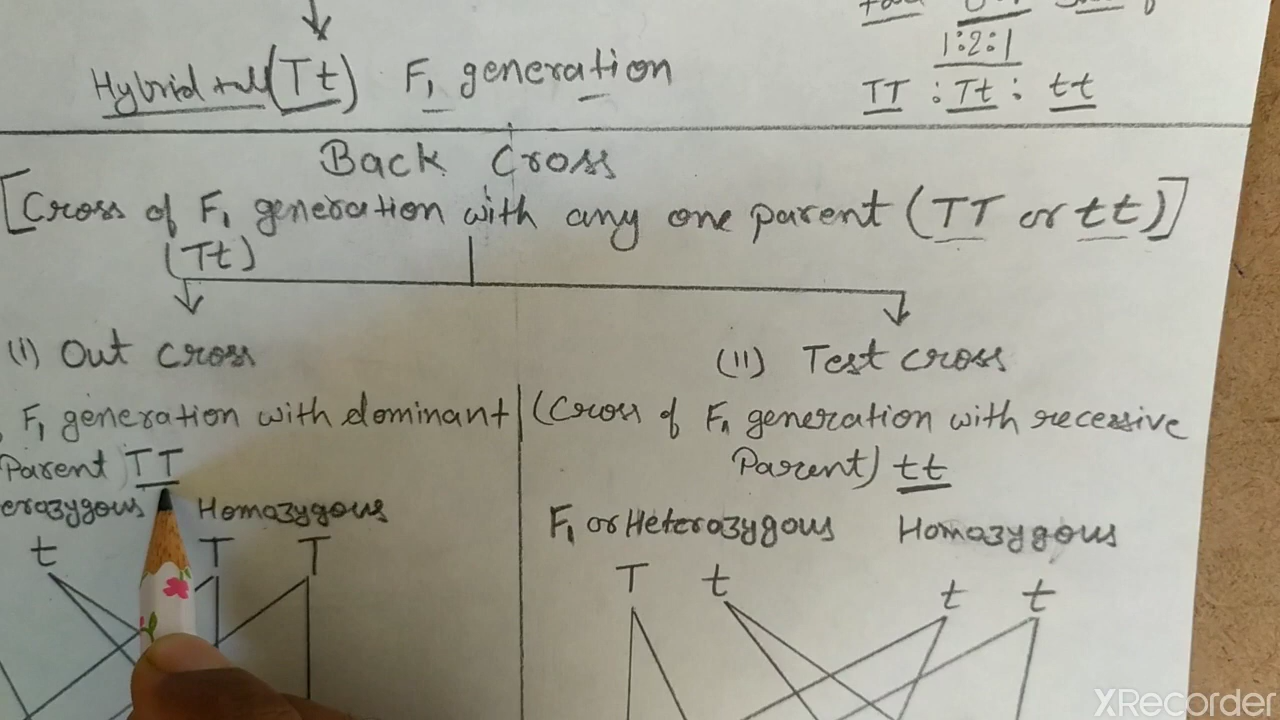 1:2:1
Hybrid tall (Tt) F1 generation
TT : Tt : tt
Back Cross
[Cross of F1 generation with any one parent (TT or tt)]
(Tt)
(I) Out cross
F1 generation with dominant
Parent TT
Homozygous
t T T
(II) Test cross
(Cross of F1 generation with recessive
Parent) tt
F1 or Heterozygous Homozygous
T t t t
XRecorder